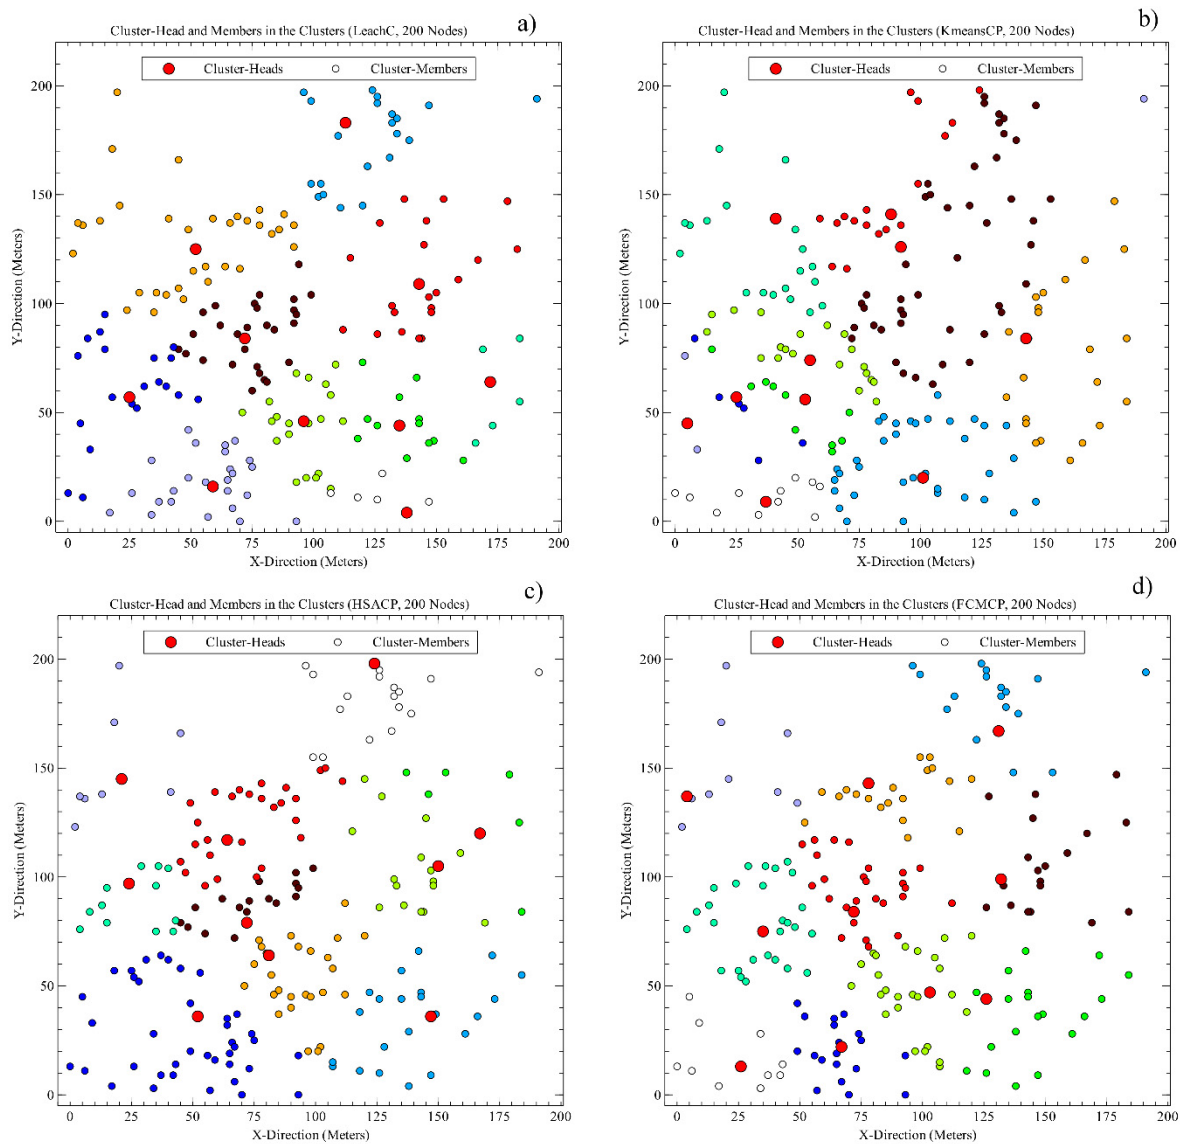 a)
Cluster-Head and Members in the Clusters (LeachC, 200 Nodes)
Cluster-Heads Cluster-Members
Y-Direction (Meters)
200
150
100
50
0
0 25 50 75 100 125 150 175 200
X-Direction (Meters)
b)
Cluster-Head and Members in the Clusters (KmeansCP, 200 Nodes)
Cluster-Heads Cluster-Members
Y-Direction (Meters)
200
150
100
50
0
0 25 50 75 100 125 150 175 200
X-Direction (Meters)
c)
Cluster-Head and Members in the Clusters (HSACP, 200 Nodes)
Cluster-Heads Cluster-Members
Y-Direction (Meters)
200
150
100
50
0
0 25 50 75 100 125 150 175 200
X-Direction (Meters)
d)
Cluster-Head and Members in the Clusters (FCMCP, 200 Nodes)
Cluster-Heads Cluster-Members
Y-Direction (Meters)
200
150
100
50
0
0 25 50 75 100 125 150 175 200
X-Direction (Meters)